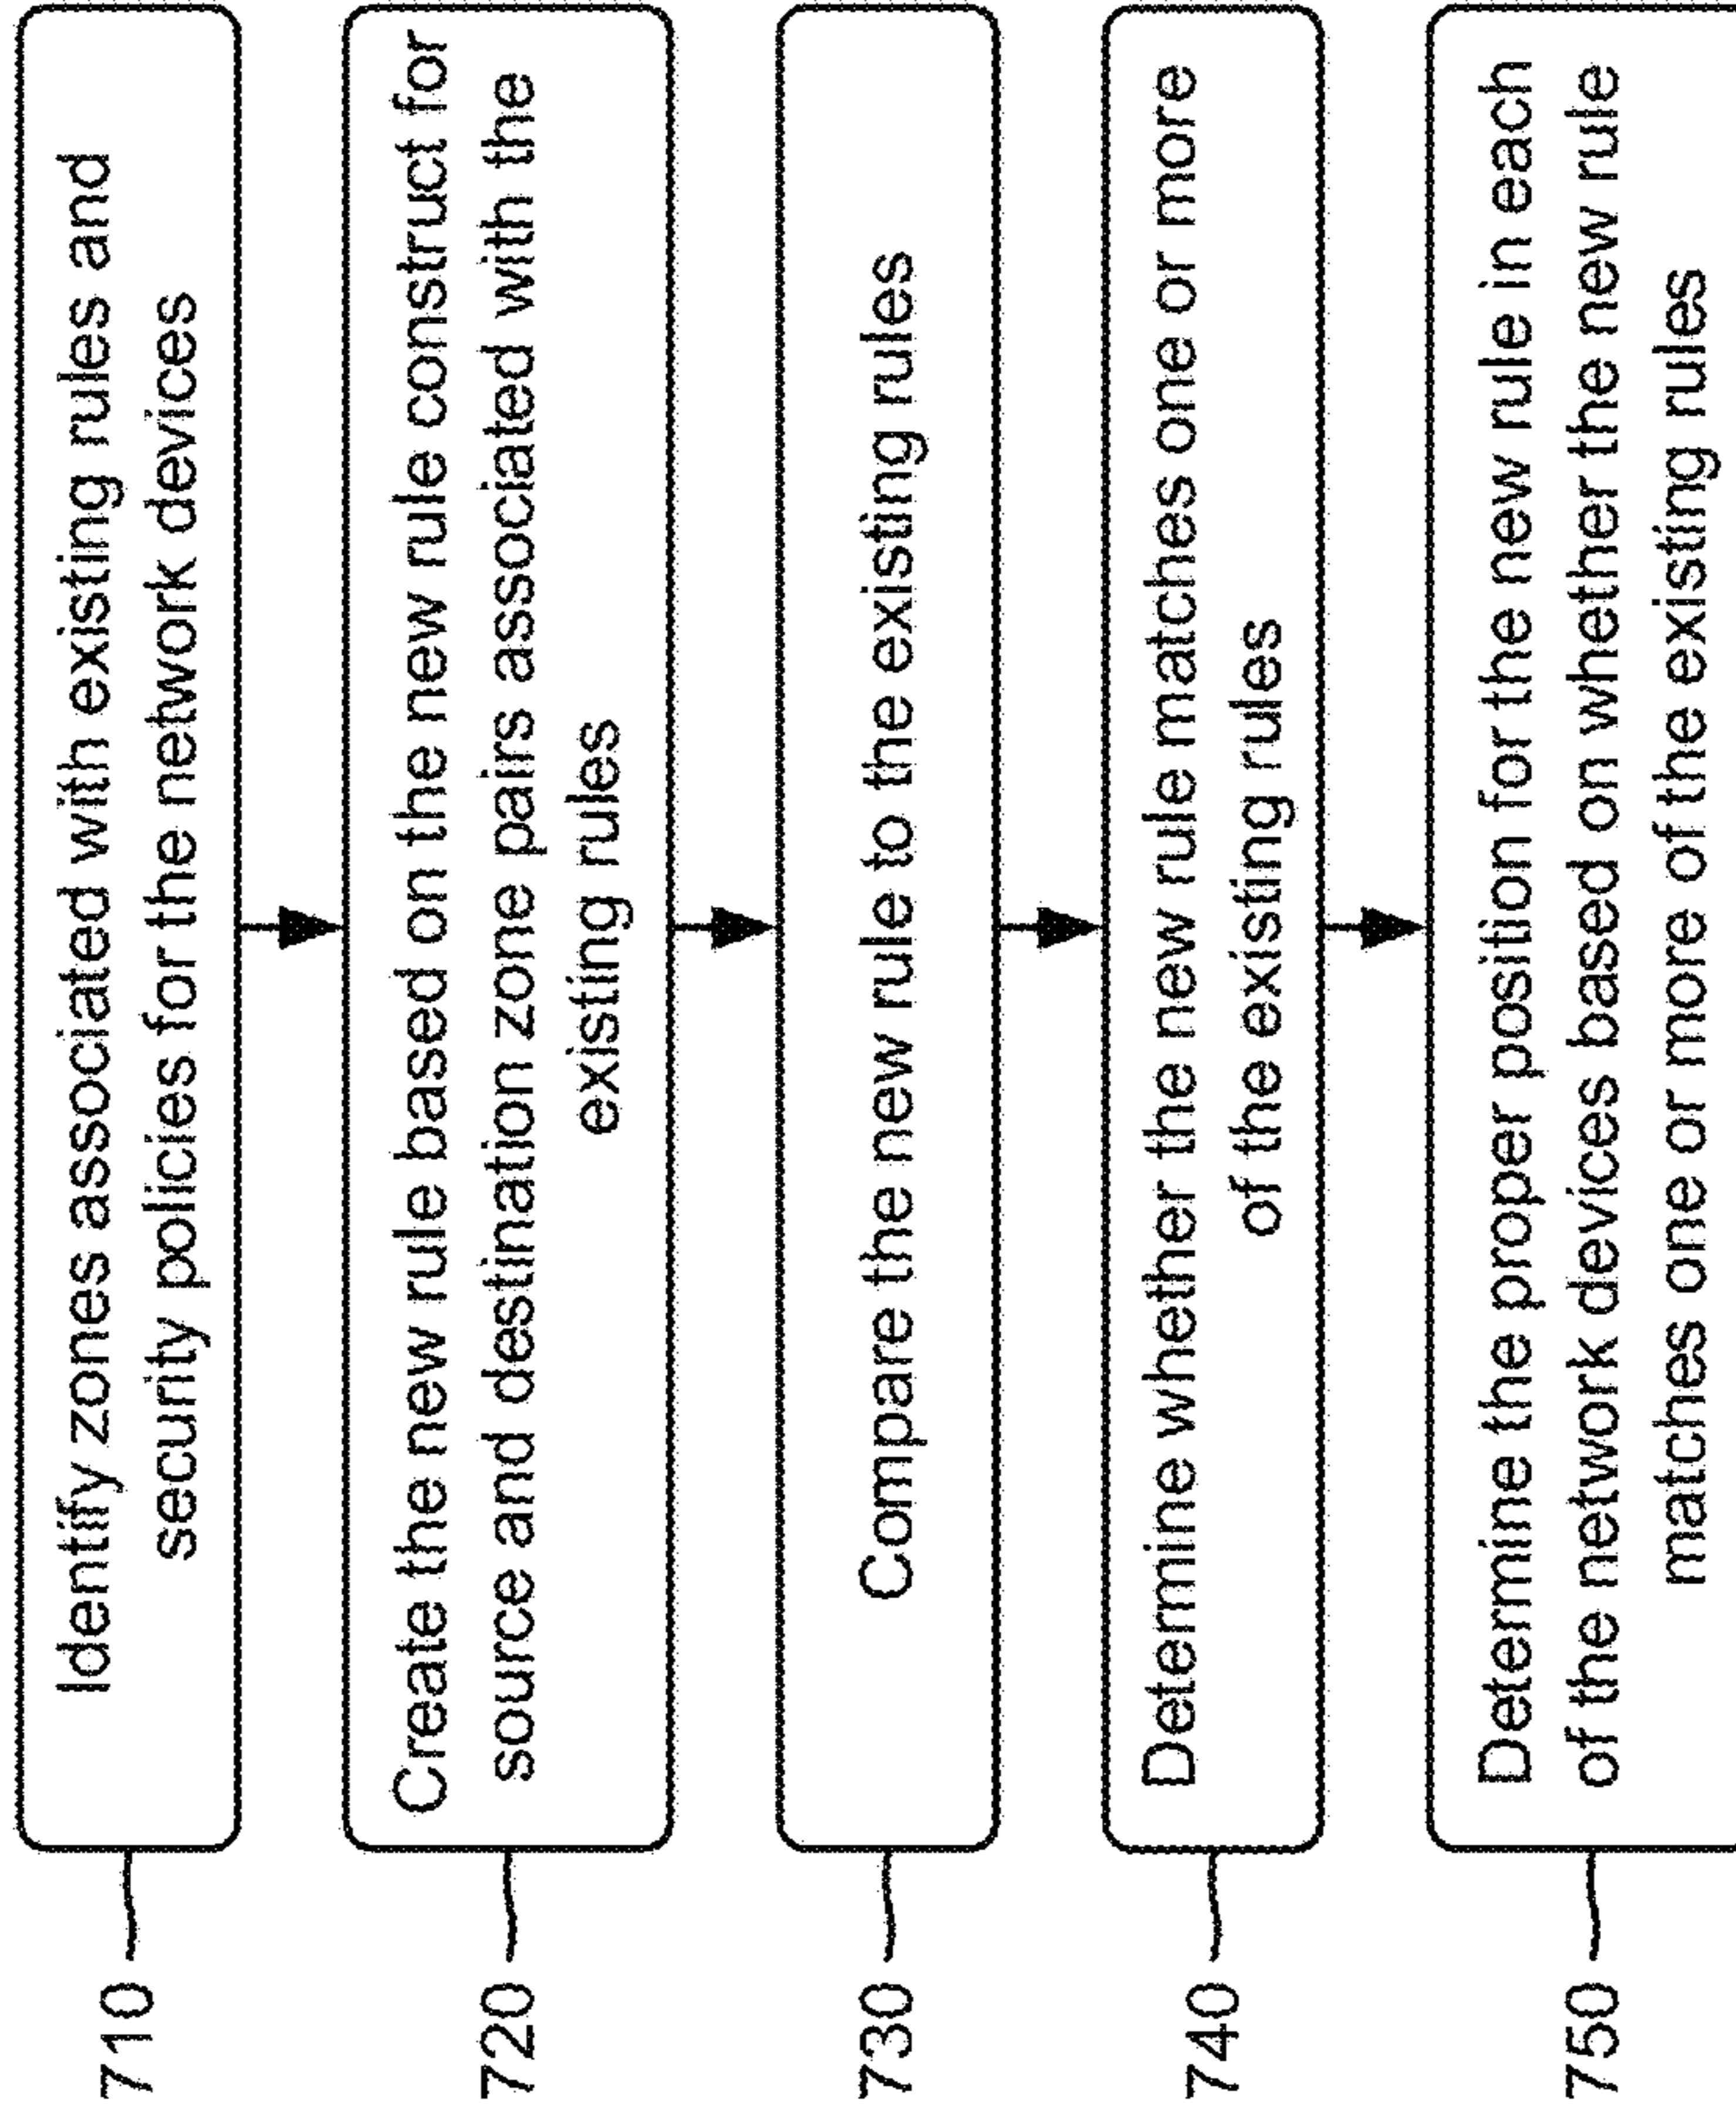 710
Identify zones associated with existing rules and
security policies for the network devices
720
Create the new rule based on the new rule construct for
source and destination zone pairs associated with the
existing rules
730
Compare the new rule to the existing rules
740
Determine whether the new rule matches one or more
of the existing rules
750
Determine the proper position for the new rule in each
of the network devices based on whether the new rule
matches one or more of the existing rules